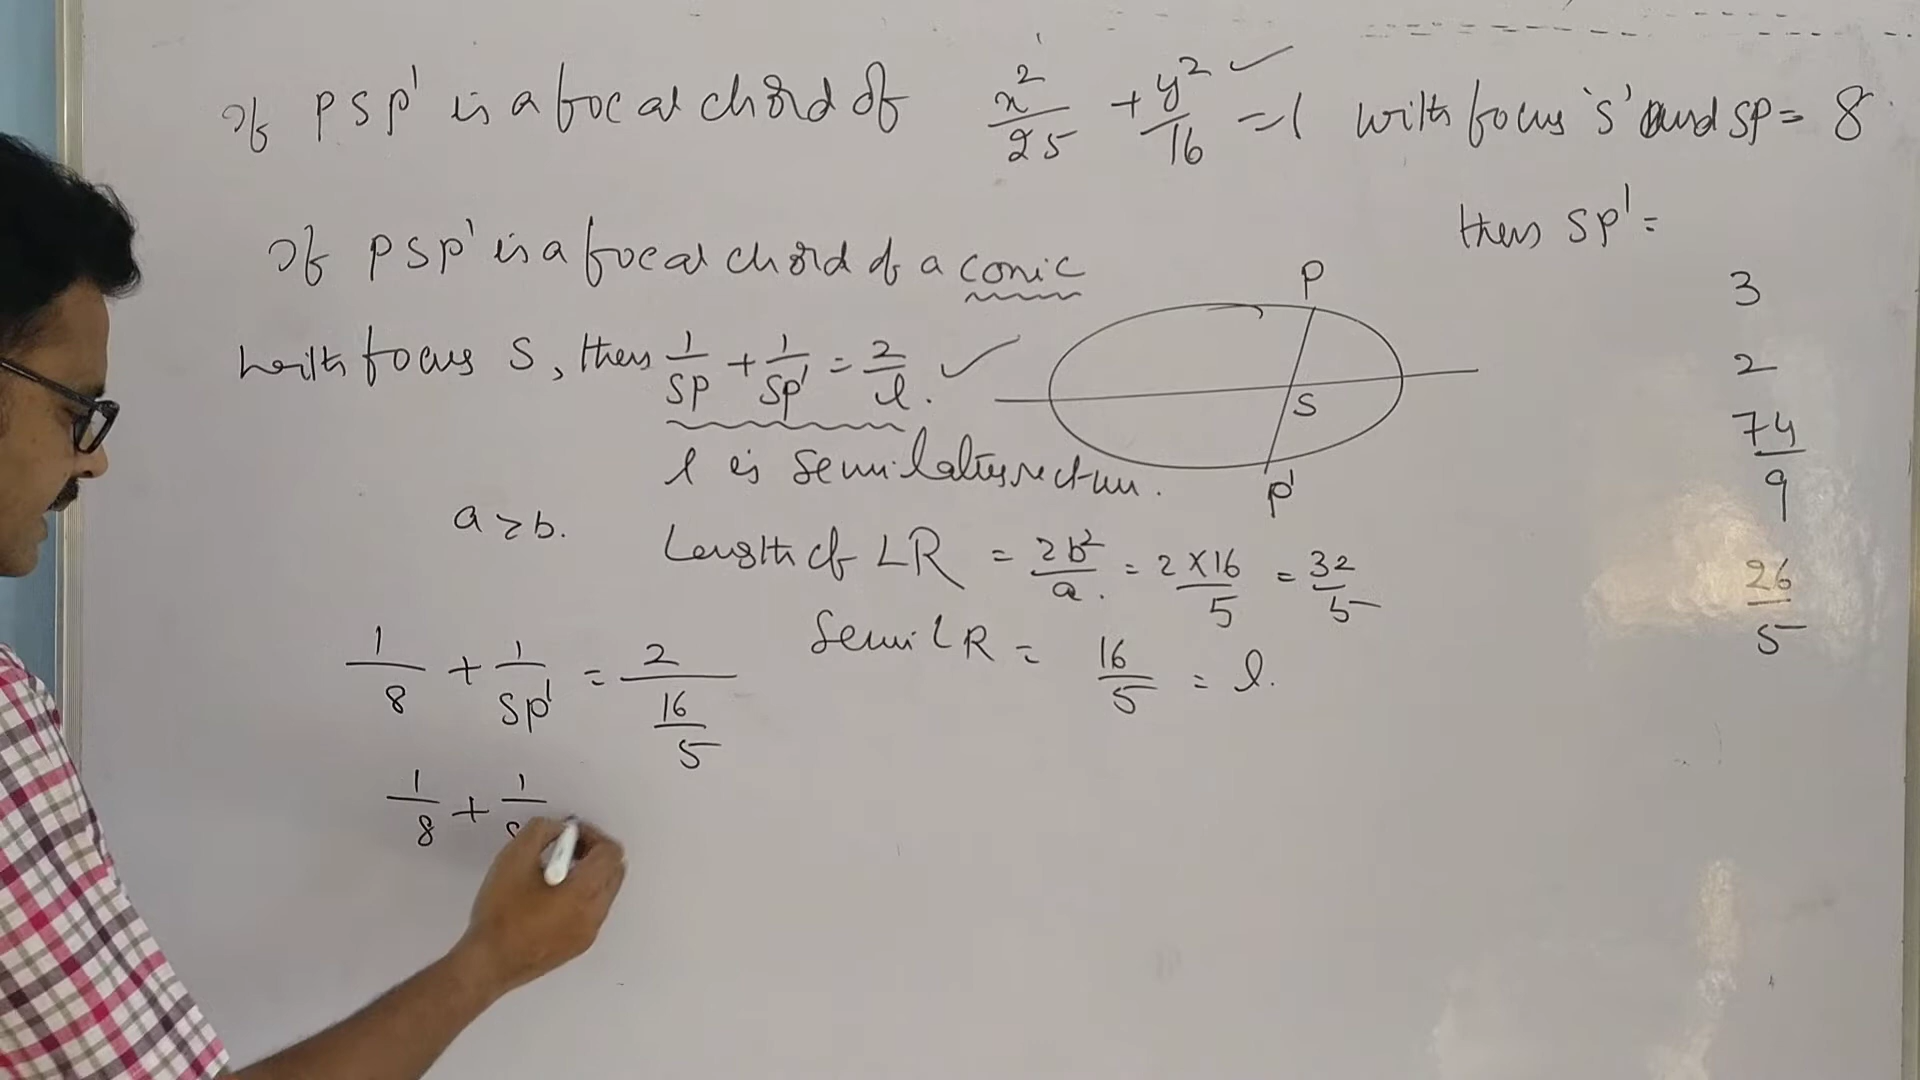 If PSP' is a focal chord of x²/25 + y²/16 = 1 with focus 'S' and SP = 8
then SP' =
If PSP' is a focal chord of a conic
with focus S, then 1/SP + 1/SP' = 2/l.
l is semilatusrectum.
P
S
P'
3
2
74/9
26/5
a > b.
Length of LR = 2b²/a. = 2×16/5 = 32/5
Semi LR = 16/5 = l.
1/8 + 1/SP' = 2/(16/5)
1/8 + 1/